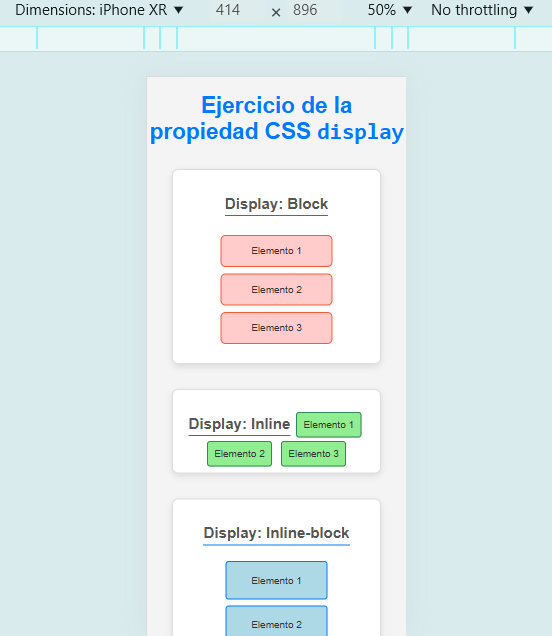 Dimensions: iPhone XR ▼ 414 × 896 50% ▼ No throttling ▼
Ejercicio de la
propiedad CSS display
Display: Block
Elemento 1
Elemento 2
Elemento 3
Display: Inline Elemento 1
Elemento 2 Elemento 3
Display: Inline-block
Elemento 1
Elemento 2